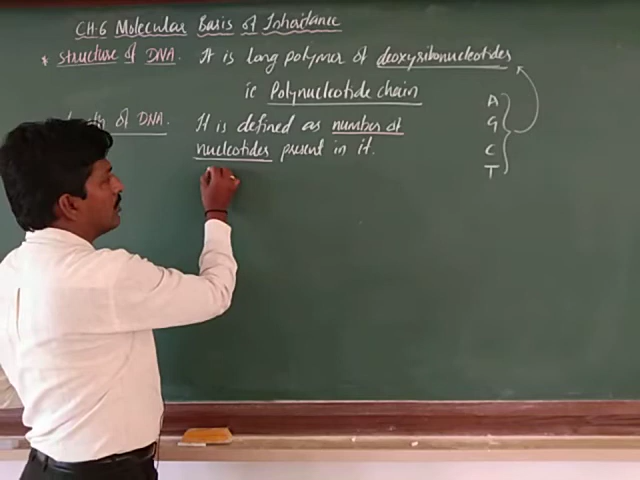 CH-6 Molecular Basis of Inheritance
* structure of DNA. It is long polymer of deoxyribonucleotides
ie Polynucleotide chain
A
G
C
T
of DNA. It is defined as number of
nucleotides present in it.